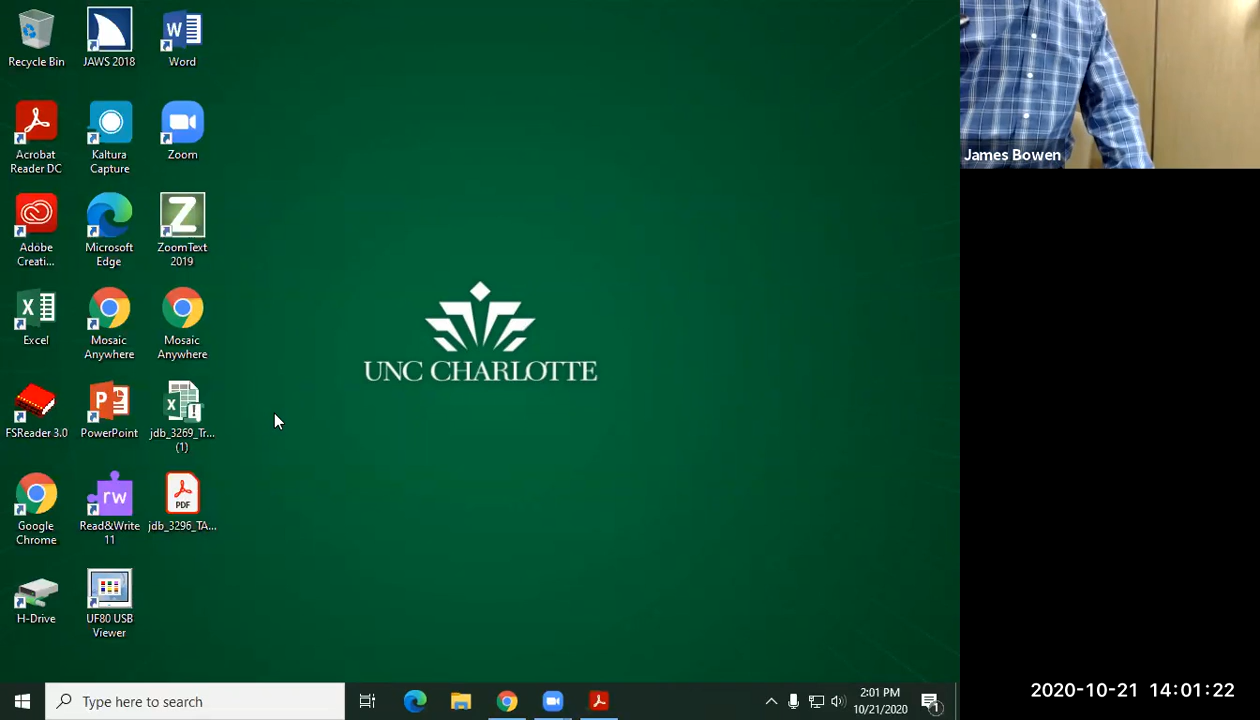 Recycle Bin
JAWS 2018
Word
Acrobat
Reader DC
Kaltura
Capture
Zoom
Adobe
Creati...
Microsoft
Edge
ZoomText
2019
Excel
Mosaic
Anywhere
Mosaic
Anywhere
FSReader 3.0
PowerPoint
jdb_3269_Tr...
(1)
Google
Chrome
rw
Read&Write
11
PDF
jdb_3296_TA...
H-Drive
UF80 USB
Viewer
UNC CHARLOTTE
James Bowen
Type here to search
2:01 PM
10/21/2020
1
2020-10-21 14:01:22